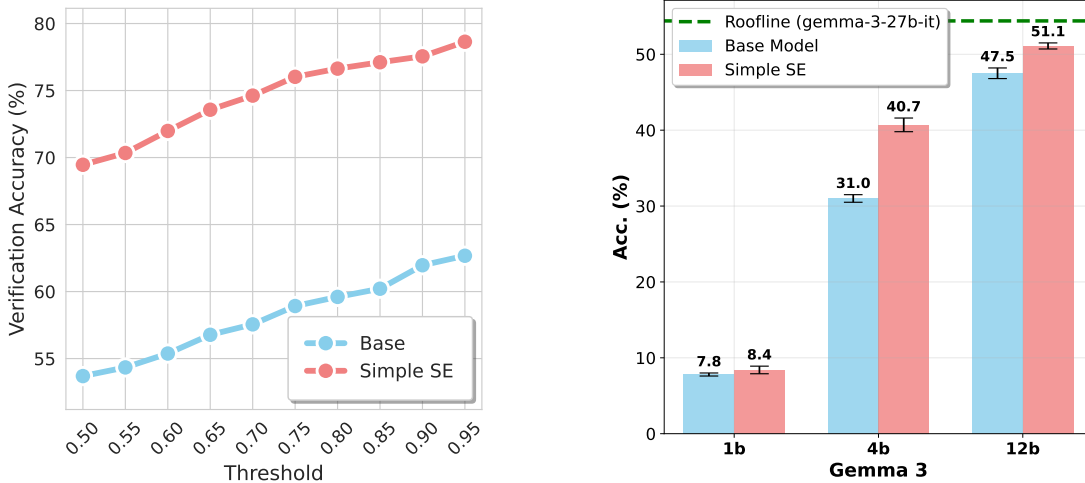 80
75
70
65
60
55
Verification Accuracy (%)
Base
Simple SE
0.50
0.55
0.60
0.65
0.70
0.75
0.80
0.85
0.90
0.95
Threshold
Roofline (gemma-3-27b-it)
Base Model
Simple SE
50
40
30
20
10
0
Acc. (%)
7.8
8.4
31.0
40.7
47.5
51.1
1b
4b
12b
Gemma 3